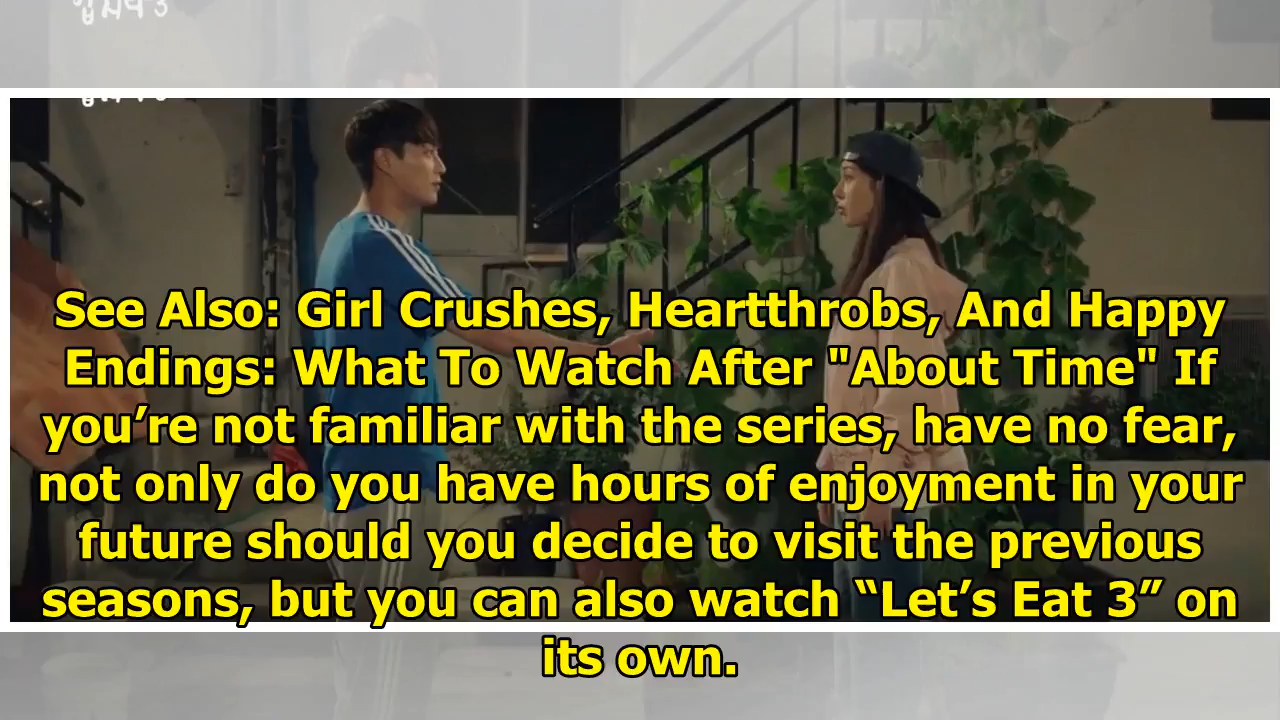 See Also: Girl Crushes, Heartthrobs, And Happy
Endings: What To Watch After "About Time" If
you’re not familiar with the series, have no fear,
not only do you have hours of enjoyment in your
future should you decide to visit the previous
seasons, but you can also watch “Let’s Eat 3” on
its own.